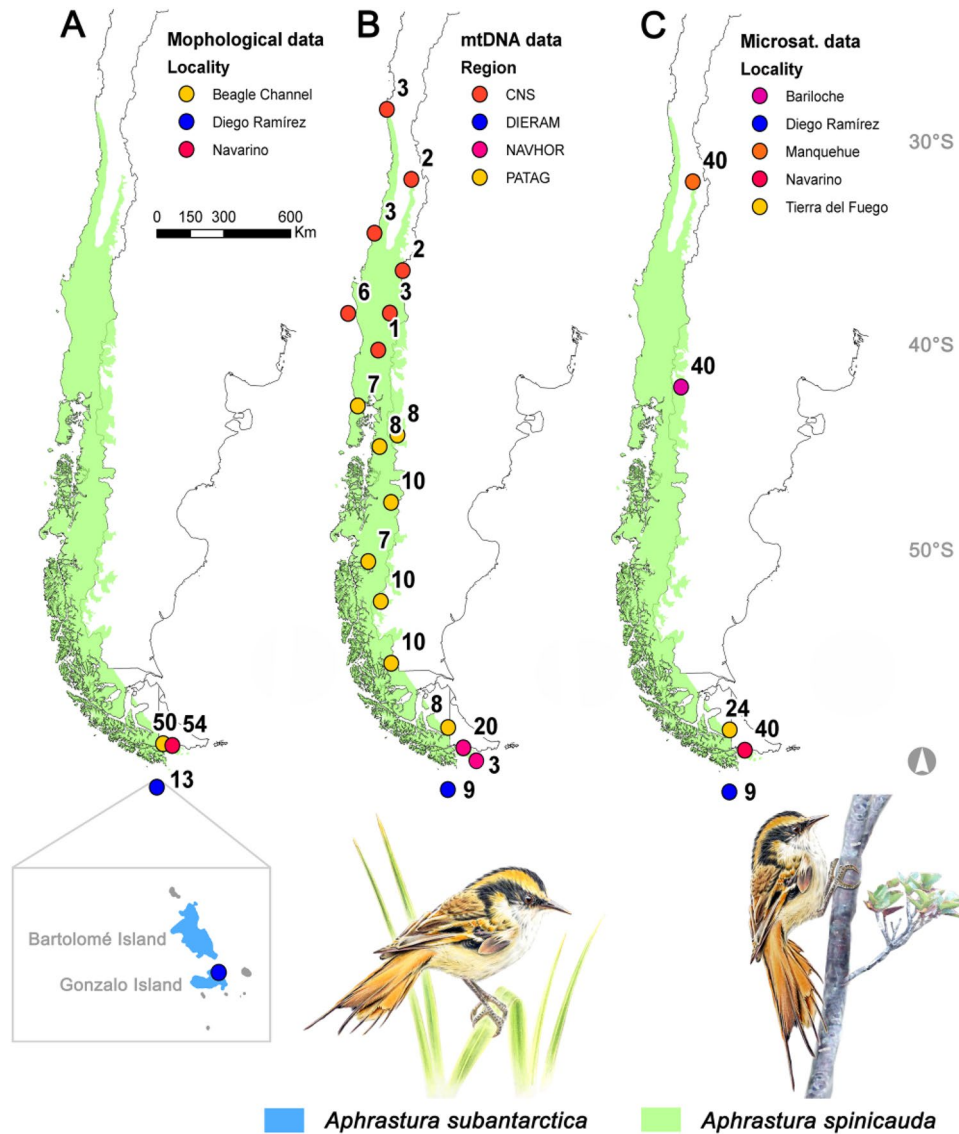 A
Mophological data
Locality
Beagle Channel
Diego Ramírez
Navarino
0 150 300 600
Km
50 54
13
Bartolomé Island
Gonzalo Island
B
mtDNA data
Region
CNS
DIERAM
NAVHOR
PATAG
3
2
3
2
6 3
1
7
8
8
10
7
10
10
8
20
3
9
C
Microsat. data
Locality
Bariloche
Diego Ramírez
Manquehue
Navarino
Tierra del Fuego
40
40
24
40
9
30°S
40°S
50°S
Aphrastura subantarctica
Aphrastura spinicauda